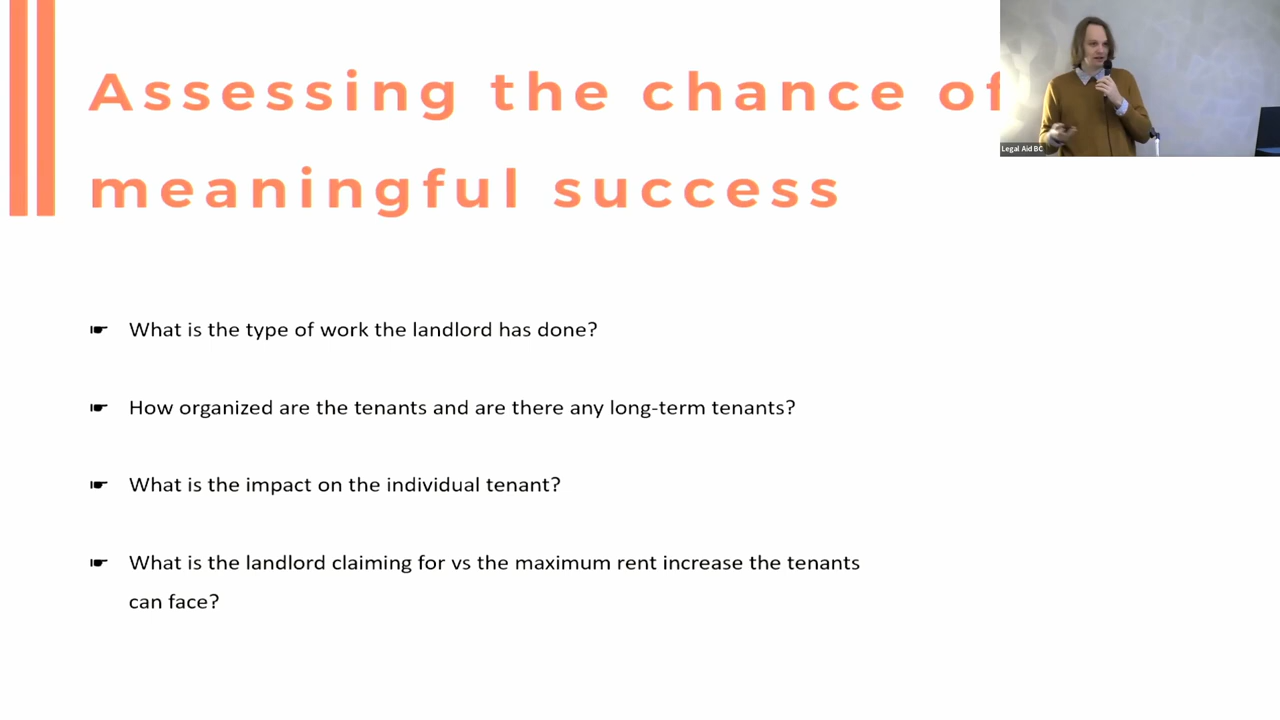 Assessing the chance of
meaningful success
☛ What is the type of work the landlord has done?
☛ How organized are the tenants and are there any long-term tenants?
☛ What is the impact on the individual tenant?
☛ What is the landlord claiming for vs the maximum rent increase the tenants
can face?
Legal Aid BC